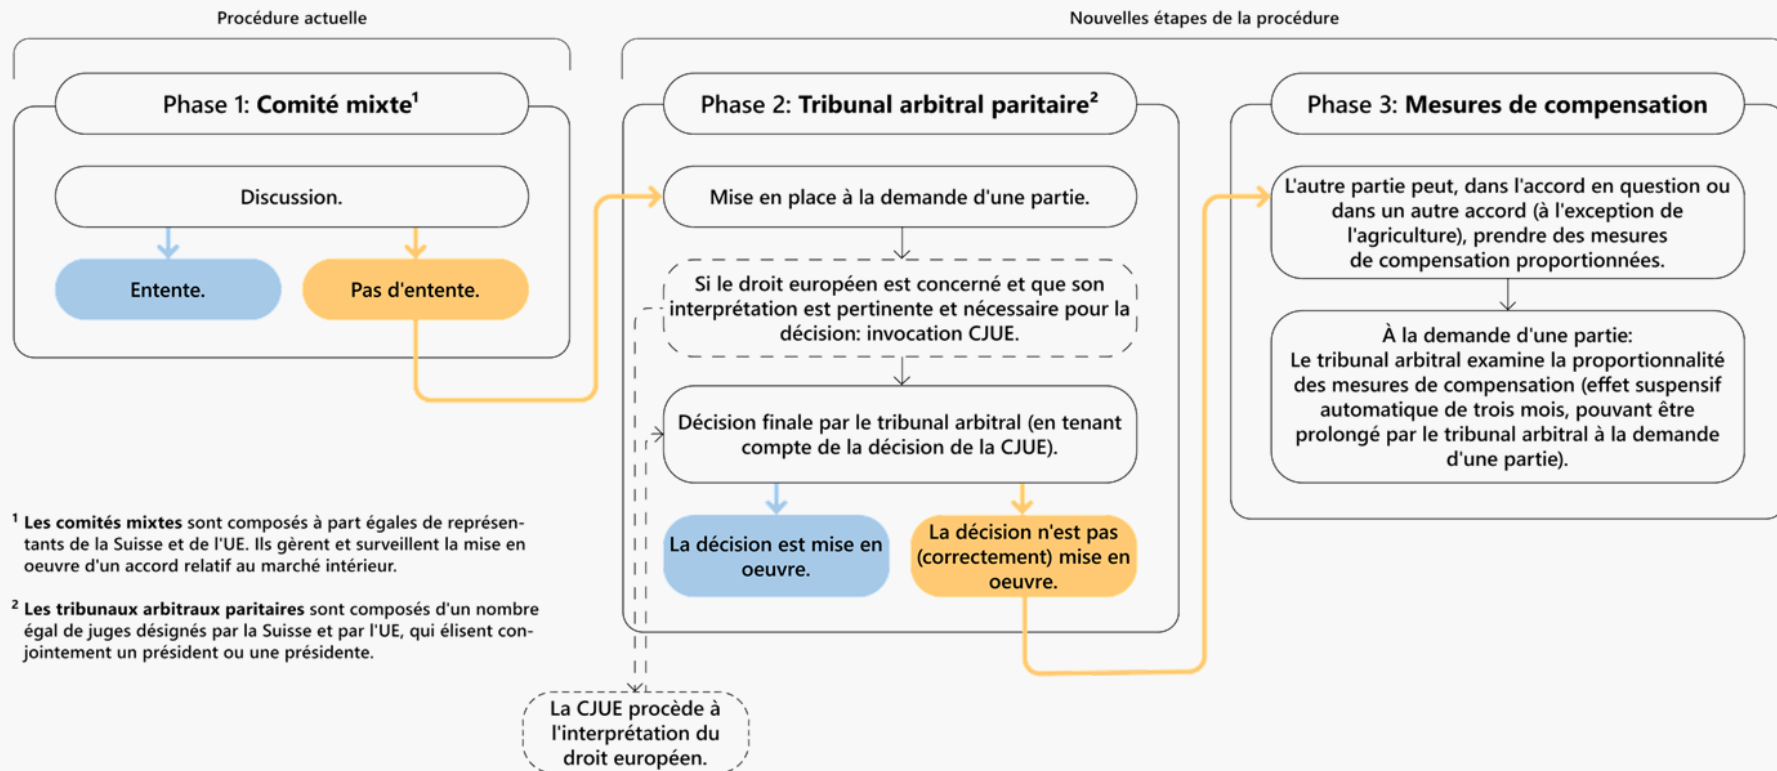 Procédure actuelle
Nouvelles étapes de la procédure
Phase 1: Comité mixte¹
Discussion.
Entente.
Pas d'entente.
Phase 2: Tribunal arbitral paritaire²
Mise en place à la demande d'une partie.
Si le droit européen est concerné et que son
interprétation est pertinente et nécessaire pour la
décision: invocation CJUE.
Décision finale par le tribunal arbitral (en tenant
compte de la décision de la CJUE).
La décision est mise en
oeuvre.
La décision n'est pas
(correctement) mise en
oeuvre.
La CJUE procède à
l'interprétation du
droit européen.
Phase 3: Mesures de compensation
L'autre partie peut, dans l'accord en question ou
dans un autre accord (à l'exception de
l'agriculture), prendre des mesures
de compensation proportionnées.
À la demande d'une partie:
Le tribunal arbitral examine la proportionnalité
des mesures de compensation (effet suspensif
automatique de trois mois, pouvant être
prolongé par le tribunal arbitral à la demande
d'une partie).
¹ Les comités mixtes sont composés à part égales de représen-
tants de la Suisse et de l'UE. Ils gèrent et surveillent la mise en
oeuvre d'un accord relatif au marché intérieur.
² Les tribunaux arbitraux paritaires sont composés d'un nombre
égal de juges désignés par la Suisse et par l'UE, qui élisent con-
jointement un président ou une présidente.